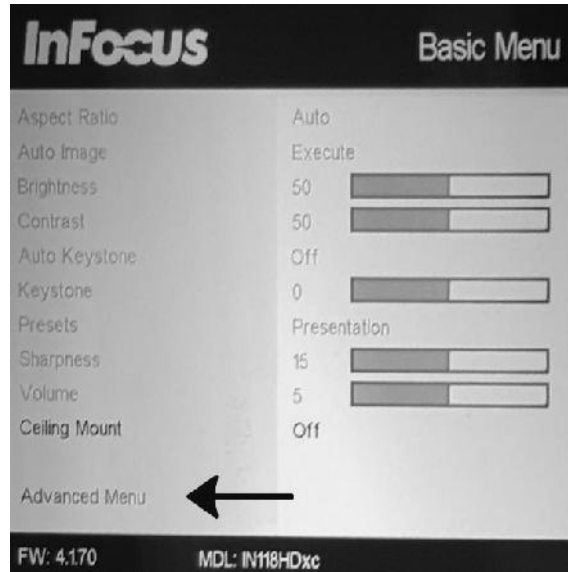 InFocus Basic Menu
Aspect Ratio Auto
Auto Image Execute
Brightness 50
Contrast 50
Auto Keystone Off
Keystone 0
Presets Presentation
Sharpness 15
Volume 5
Ceiling Mount Off
Advanced Menu
FW: 4.1.70 MDL: IN118HDxc